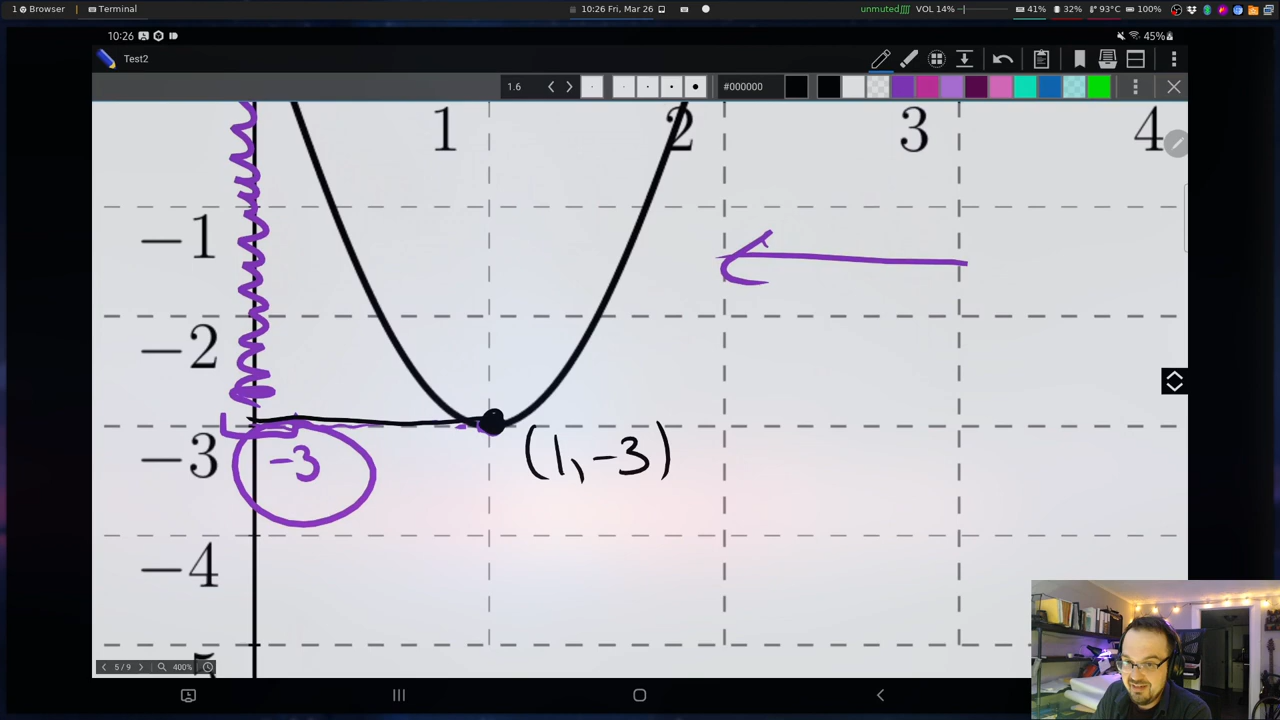 1 Browser Terminal 10:26 Fri, Mar 26 unmuted VOL 14% 41% 32% 93°C 100%
10:26 45%
Test2
1.6 #000000
1 2 3 4
−1
−2
−3
-3 (1,-3)
−4
5
5 / 9 400%